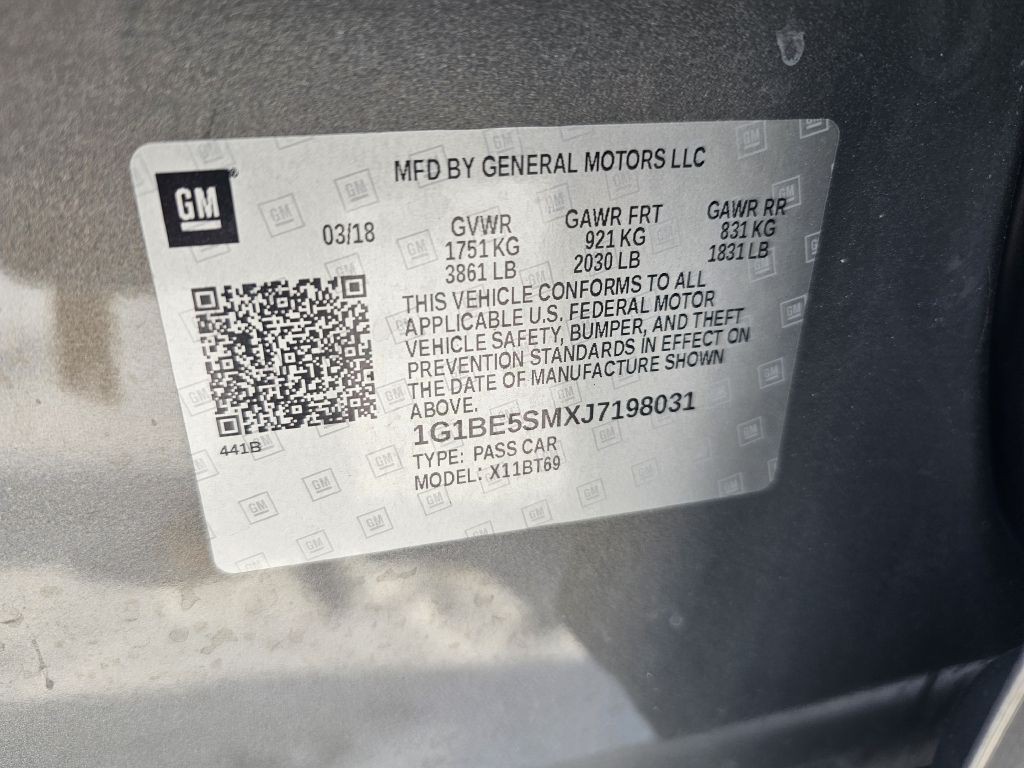 GM
MFD BY GENERAL MOTORS LLC
03/18
GVWR
1751 KG
3861 LB
GAWR FRT
921 KG
2030 LB
GAWR RR
831 KG
1831 LB
THIS VEHICLE CONFORMS TO ALL
APPLICABLE U.S. FEDERAL MOTOR
VEHICLE SAFETY, BUMPER, AND THEFT
PREVENTION STANDARDS IN EFFECT ON
THE DATE OF MANUFACTURE SHOWN
ABOVE.
1G1BE5SMXJ7198031
TYPE: PASS CAR
MODEL: X11BT69
441B